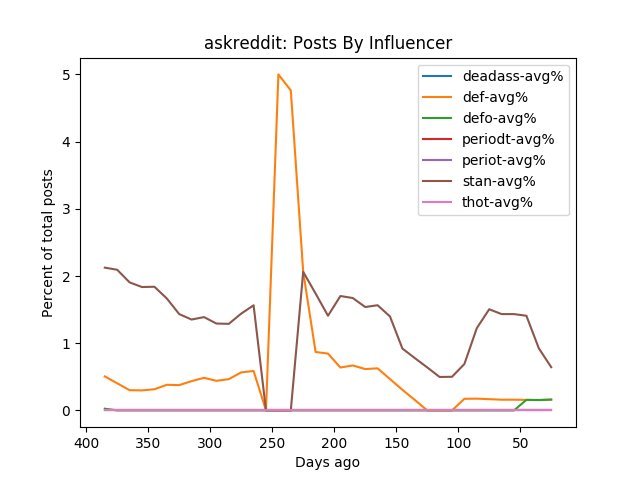 askreddit: Posts By Influencer
5
4
3
2
1
0
Percent of total posts
deadass-avg%
def-avg%
defo-avg%
periodt-avg%
periot-avg%
stan-avg%
thot-avg%
400 350 300 250 200 150 100 50
Days ago